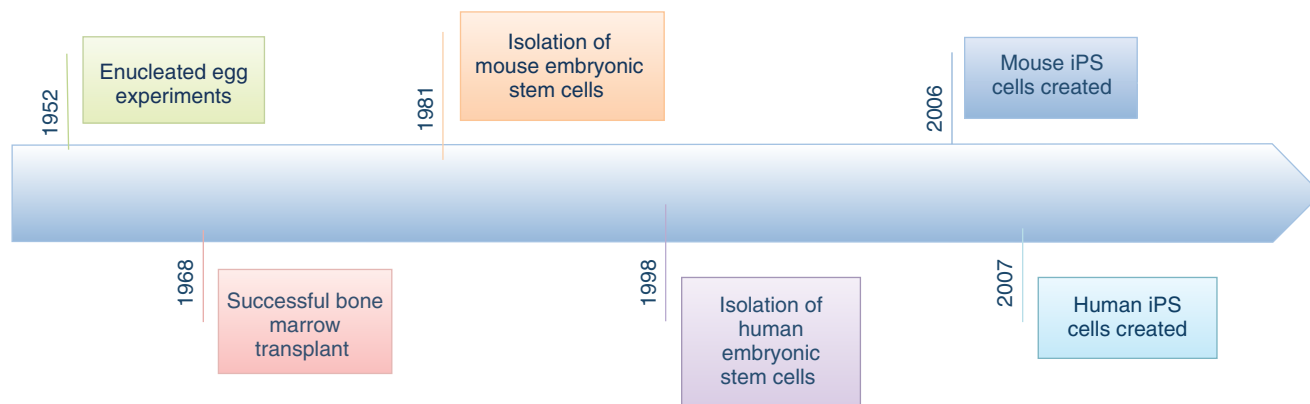 1952
Enucleated egg
experiments
1968
Successful bone
marrow
transplant
1981
Isolation of
mouse embryonic
stem cells
1998
Isolation of
human
embryonic
stem cells
2006
Mouse iPS
cells created
2007
Human iPS
cells created